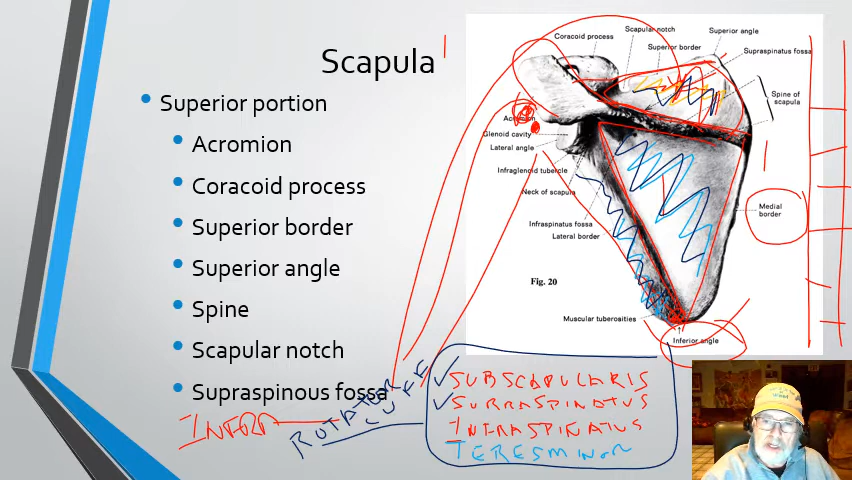 Scapula
Superior portion
Acromion
Coracoid process
Superior border
Superior angle
Spine
Scapular notch
Supraspinous fossa
INFRA
ROTATOR
CUFF
Coracoid process
Scapular notch
Superior border
Superior angle
Supraspinatus fossa
Spine of
scapula
Glenoid cavity
Lateral angle
Infraglenoid tubercle
Neck of scapula
Infraspinatus fossa
Lateral border
Medial
border
Fig. 20
Muscular tuberosities
Inferior angle
SUBSCAPULARIS
SUPRASPINATUS
INFRASPINATUS
TERES MINOR